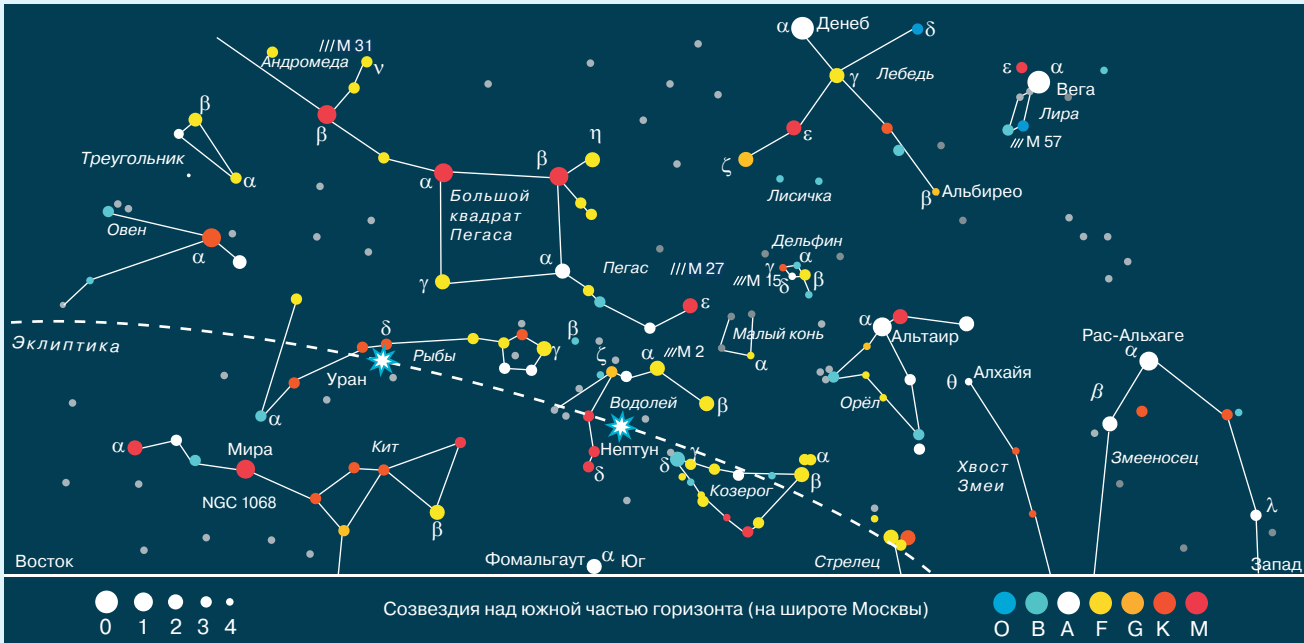 α Денеб
δ
///М 31
Андромеда
ν
ε α
Вега
γ Лебедь
Лира
β
β
ε
η
///М 57
Треугольник
β
ζ
α
α
Лисичка
β Альбирео
Большой
квадрат
Пегаса
Овен
α
Дельфин
α
γ
δ β
α
Пегас ///М 27
///М 15
γ
ε
Эклиптика
δ
Рыбы
γ
β
Малый конь
α
α
Альтаир
Рас-Альхаге
α
Уран
ζ α ///М 2
θ Алхайя
α
Водолей
β
Орёл
β
α
Мира
Кит
Нептун
δ
γ
δ
α
β
Козерог
Хвост
Змеи
Змееносец
NGC 1068
β
λ
Восток
Фомальгаут α Юг
Стрелец
Запад
0 1 2 3 4
Созвездия над южной частью горизонта (на широте Москвы)
O B A F G K M